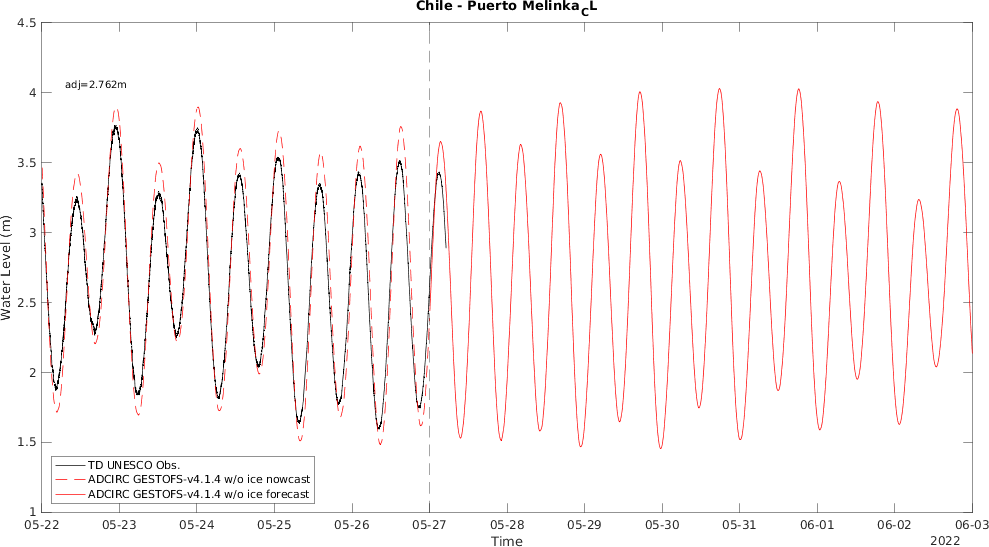 Chile - Puerto Melinka_CL
adj=2.762m
4.5
4
3.5
3
2.5
2
1.5
1
Water Level (m)
TD UNESCO Obs.
ADCIRC GESTOFS-v4.1.4 w/o ice nowcast
ADCIRC GESTOFS-v4.1.4 w/o ice forecast
05-22 05-23 05-24 05-25 05-26 05-27 05-28 05-29 05-30 05-31 06-01 06-02 06-03
Time
2022